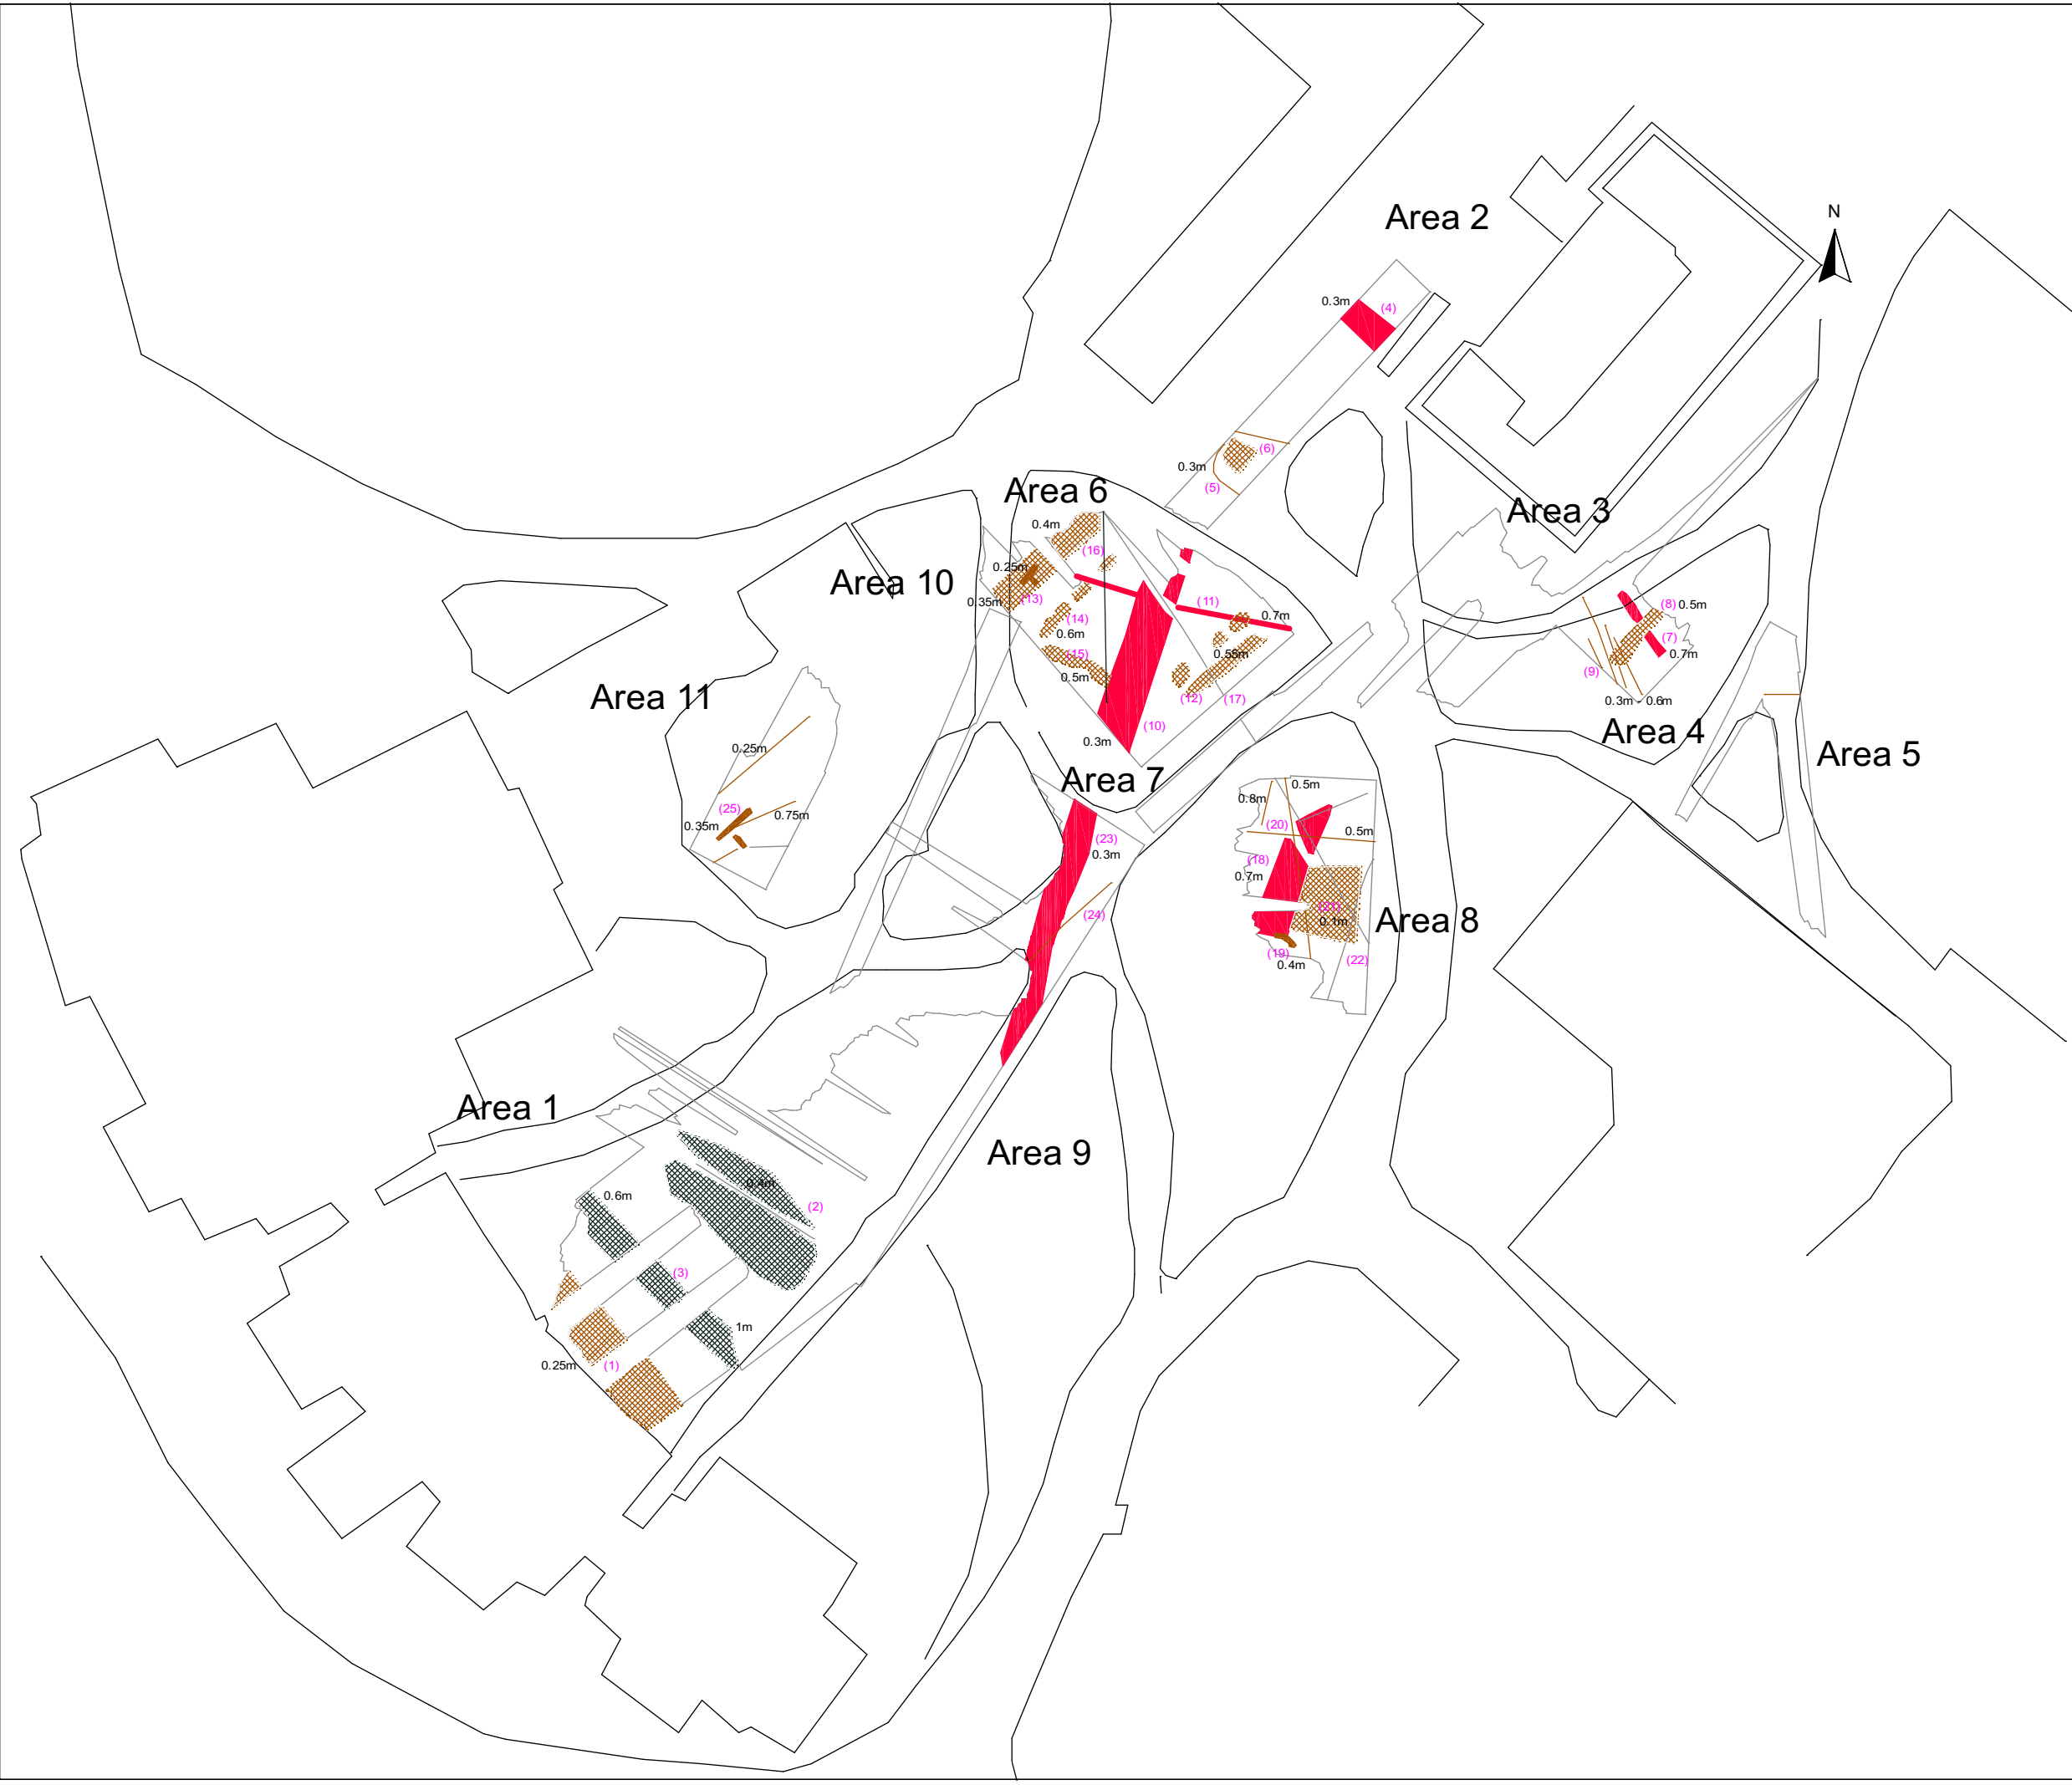 N
Area 2
0.3m
(4)
(6)
0.3m
(5)
Area 6
Area 3
0.4m
(16)
0.25m
Area 10
0.35m
(13)
(14)
0.6m
(15)
0.5m
(11)
0.7m
0.55m
(12)
(17)
(10)
0.3m
(8)
0.5m
(7)
0.7m
(9)
0.3m
0.6m
Area 4
Area 5
Area 11
0.25m
(25)
0.35m
0.75m
Area 7
(23)
0.3m
(24)
0.5m
0.8m
(20)
0.5m
(18)
0.7m
(21)
0.1m
Area 8
(19)
0.4m
(22)
Area 1
Area 9
0.4m
(2)
0.6m
(3)
1m
0.25m
(1)